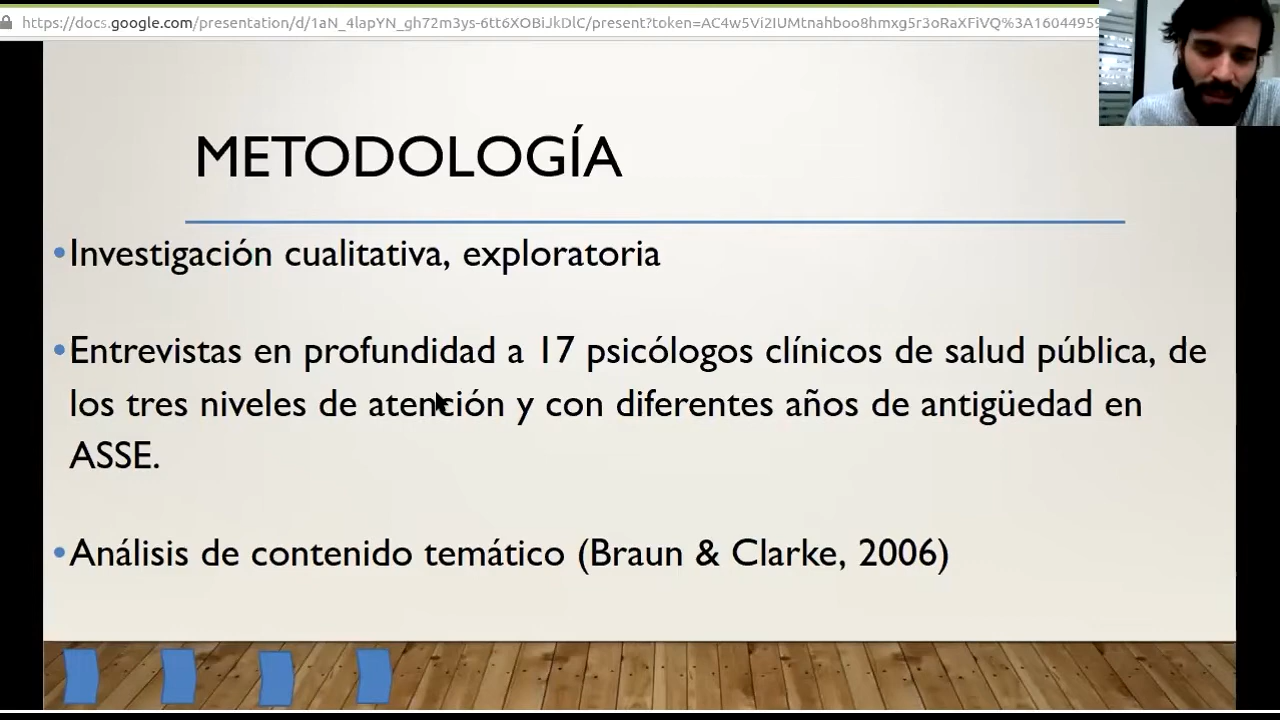 https://docs.google.com/presentation/d/1aN_4lapYN_gh72m3ys-6tt6XOBiJkDlC/present?token=AC4w5Vi2IUMtnahboo8hmxg5r3oRaXFiVQ%3A16044959
METODOLOGÍA
•Investigación cualitativa, exploratoria
•Entrevistas en profundidad a 17 psicólogos clínicos de salud pública, de
los tres niveles de atención y con diferentes años de antigüedad en
ASSE.
•Análisis de contenido temático (Braun & Clarke, 2006)